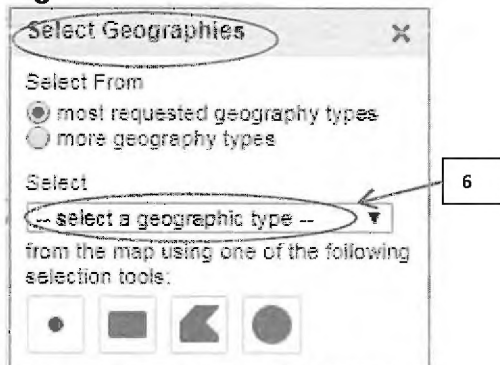 Select Geographies ×
Select From
most requested geography types
more geography types
Select
-- select a geographic type -- ▼
6
from the map using one of the following
selection tools: